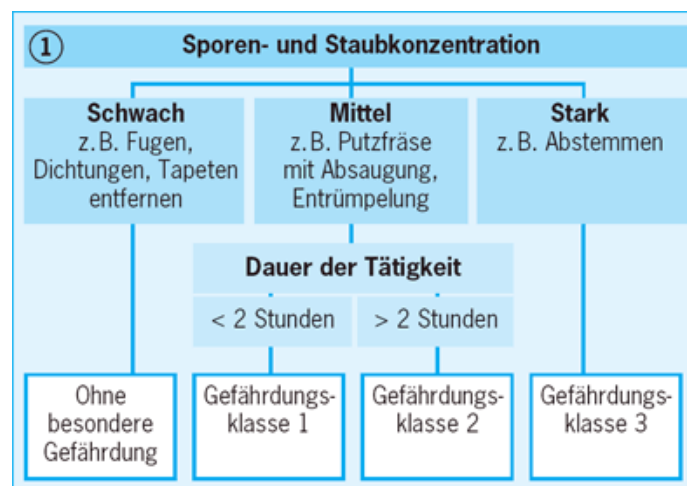 ① Sporen- und Staubkonzentration
Schwach
z. B. Fugen,
Dichtungen, Tapeten
entfernen
Mittel
z. B. Putzfräse
mit Absaugung,
Entrümpelung
Stark
z. B. Abstemmen
Dauer der Tätigkeit
< 2 Stunden
> 2 Stunden
Ohne
besondere
Gefährdung
Gefährdungs-
klasse 1
Gefährdungs-
klasse 2
Gefährdungs-
klasse 3